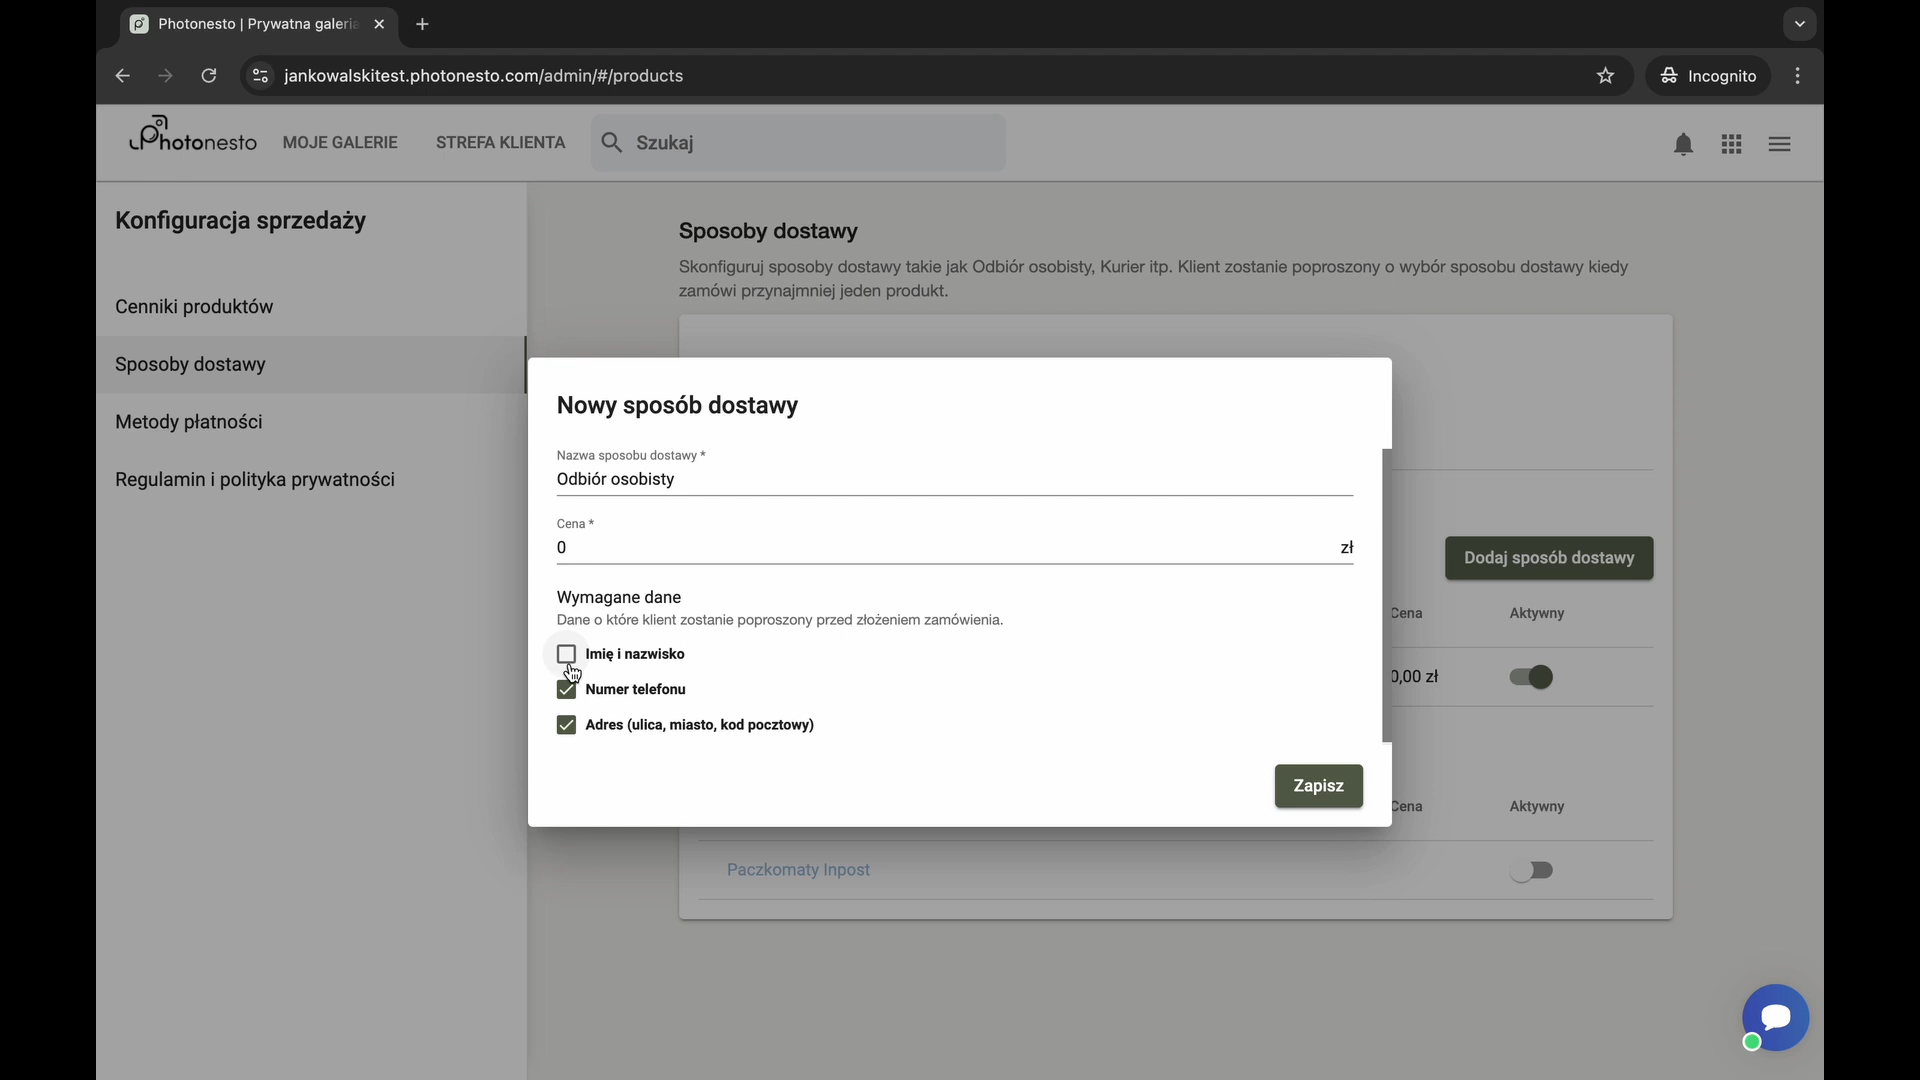 Photonesto | Prywatna galeria
jankowalskitest.photonesto.com/admin/#/products
Incognito
Photonesto
MOJE GALERIE
STREFA KLIENTA
Szukaj
Konfiguracja sprzedaży
Cenniki produktów
Sposoby dostawy
Metody płatności
Regulamin i polityka prywatności
Sposoby dostawy
Skonfiguruj sposoby dostawy takie jak Odbiór osobisty, Kurier itp. Klient zostanie poproszony o wybór sposobu dostawy kiedy
zamówi przynajmniej jeden produkt.
Nowy sposób dostawy
Nazwa sposobu dostawy *
Odbiór osobisty
Cena *
0 zł
Wymagane dane
Dane o które klient zostanie poproszony przed złożeniem zamówienia.
Imię i nazwisko
Numer telefonu
Adres (ulica, miasto, kod pocztowy)
Zapisz
Dodaj sposób dostawy
Cena Aktywny
0,00 zł
Cena Aktywny
Paczkomaty Inpost